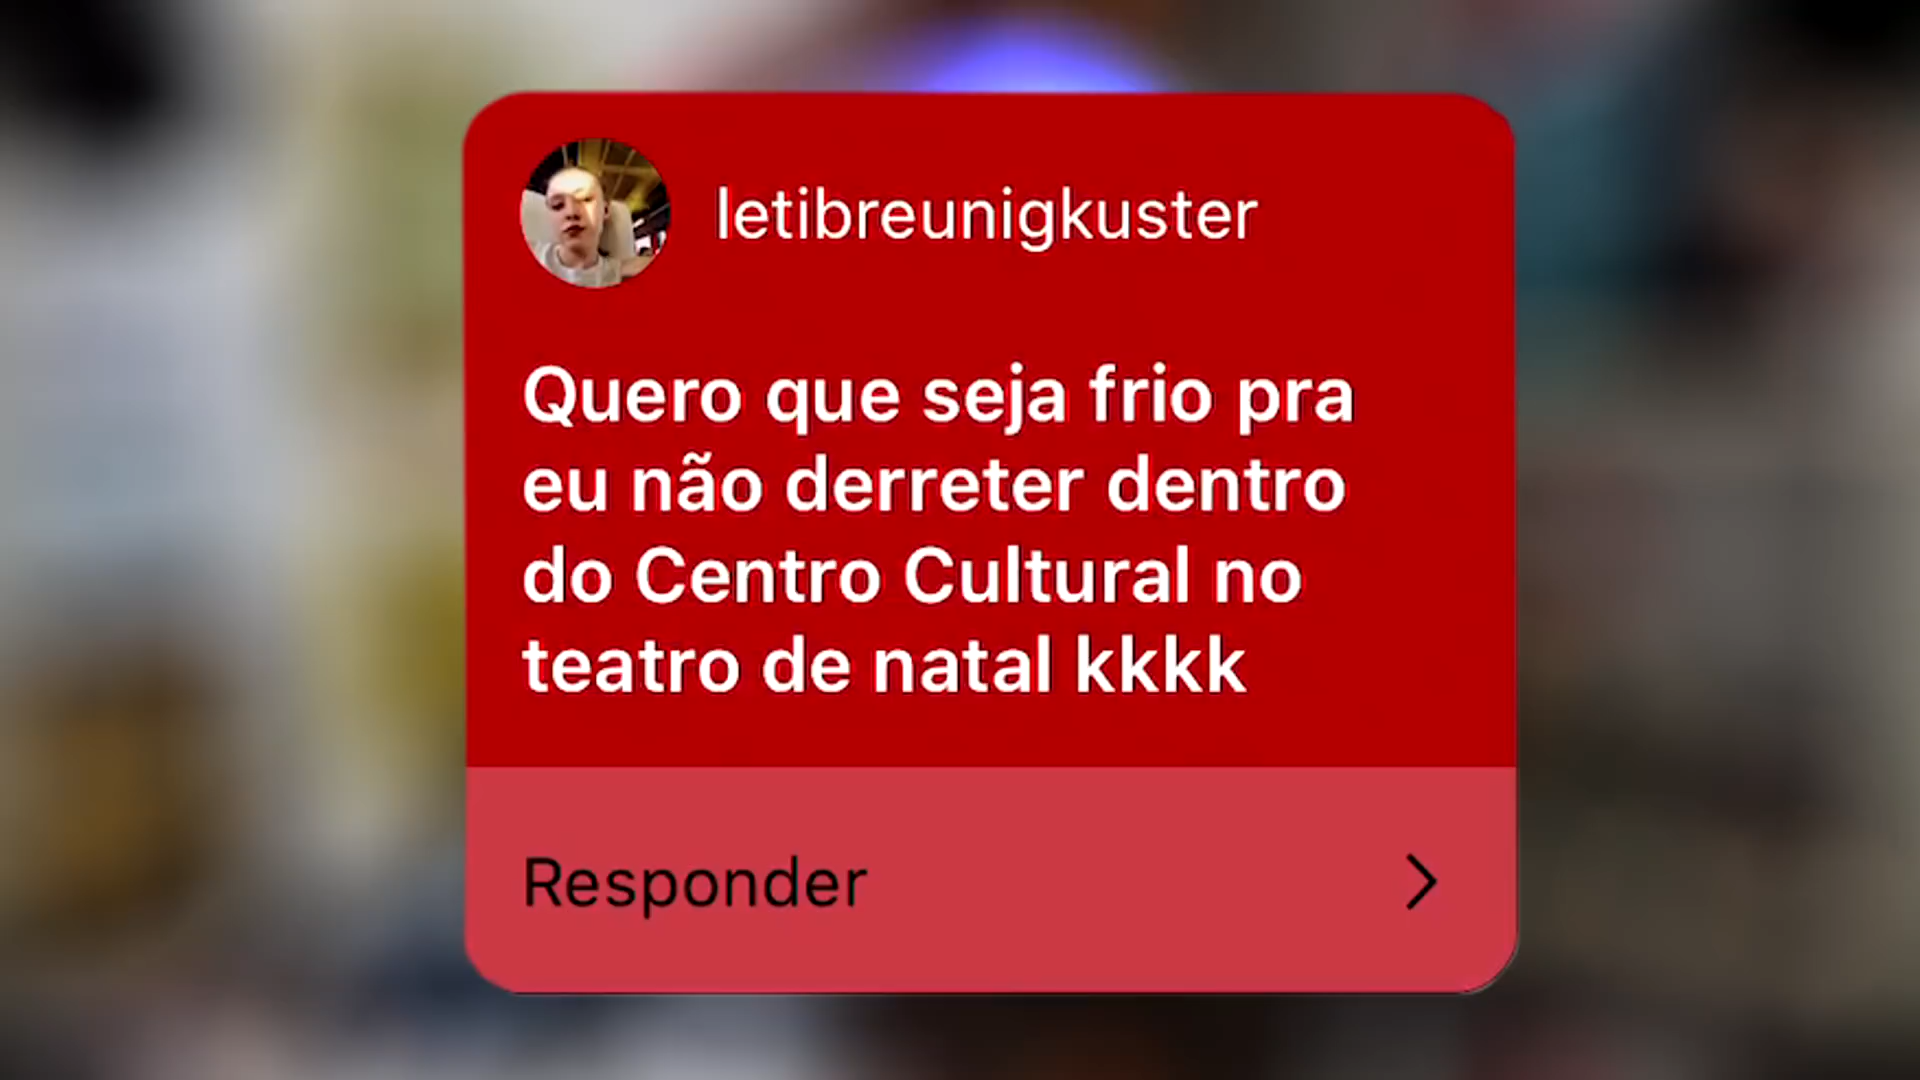 letibreunigkuster
Quero que seja frio pra
eu não derreter dentro
do Centro Cultural no
teatro de natal kkkk
Responder